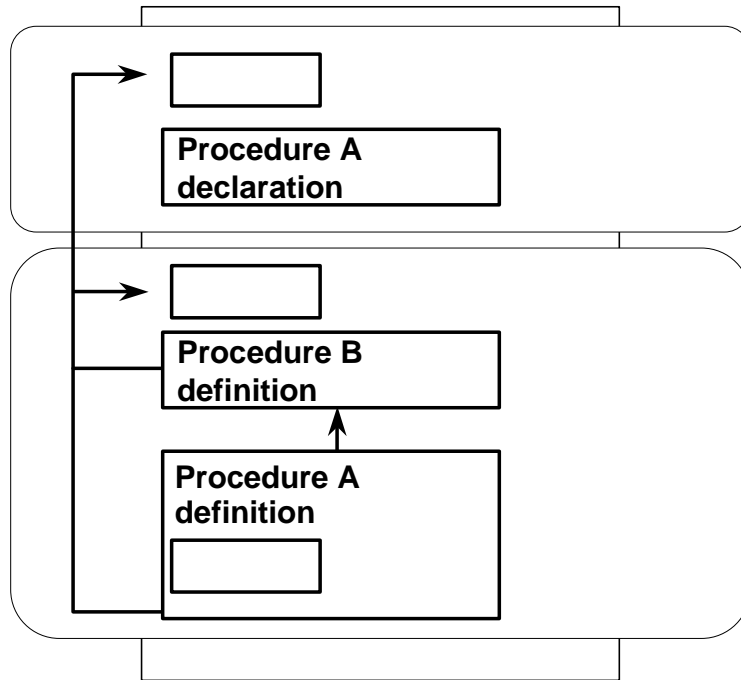 Procedure A
declaration
Procedure B
definition
Procedure A
definition